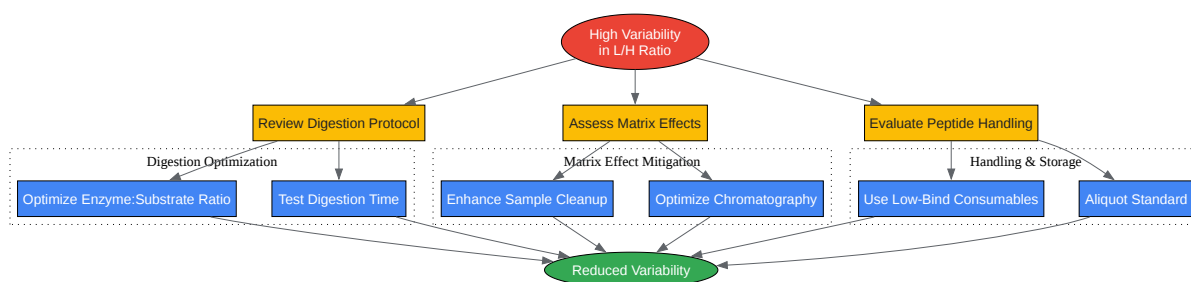 High Variability
in L/H Ratio
Review Digestion Protocol
Assess Matrix Effects
Evaluate Peptide Handling
Digestion Optimization
Matrix Effect Mitigation
Handling & Storage
Optimize Enzyme:Substrate Ratio
Test Digestion Time
Enhance Sample Cleanup
Optimize Chromatography
Use Low-Bind Consumables
Aliquot Standard
Reduced Variability